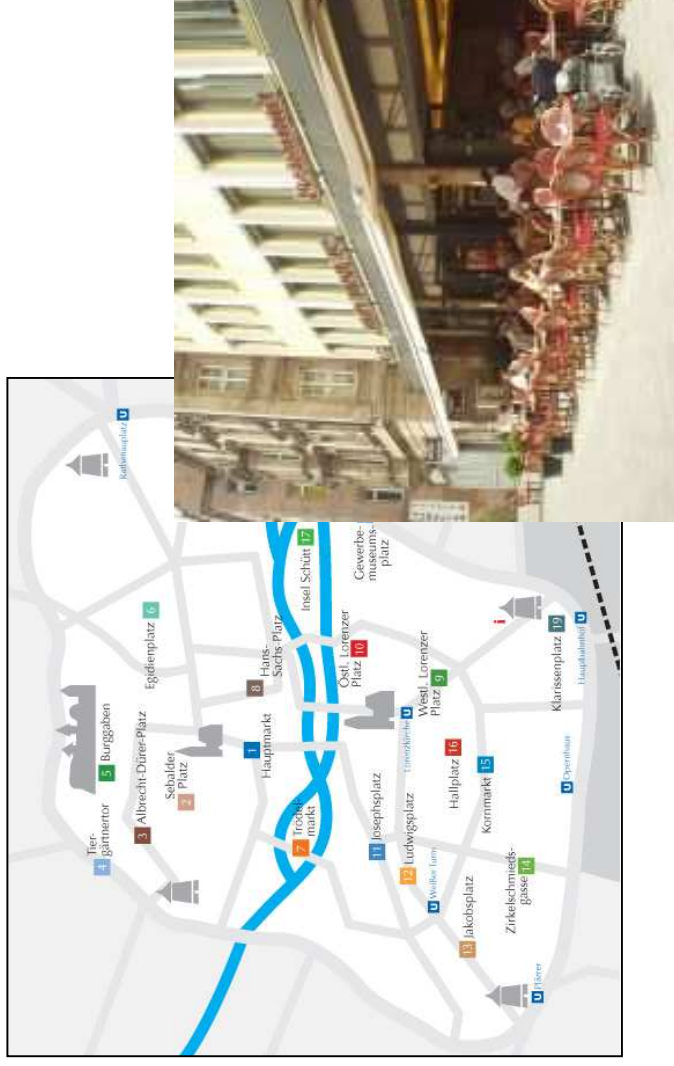 Tier-
gärtnertor
4
5 Burggaben
Rathenauplatz U
3 Albrecht-Dürer-Platz
Egidienplatz 6
Sebalder
Platz
2
1
Hauptmarkt
8
Hans-
Sachs-Platz
7
Trödel-
markt
Insel Schütt 17
Östl. Lorenzer
Platz 10
Gewerbe-
museums-
platz
11 Josephsplatz
12 Ludwigsplatz
Lorenzkirche U
Westl. Lorenzer
Platz 9
U Weißer Turm
Hallplatz 16
13 Jakobsplatz
Kornmarkt 15
i
Zirkelschmieds-
gasse 14
U Plärrer
Klarissenplatz 19
U Opernhaus
Hauptbahnhof U